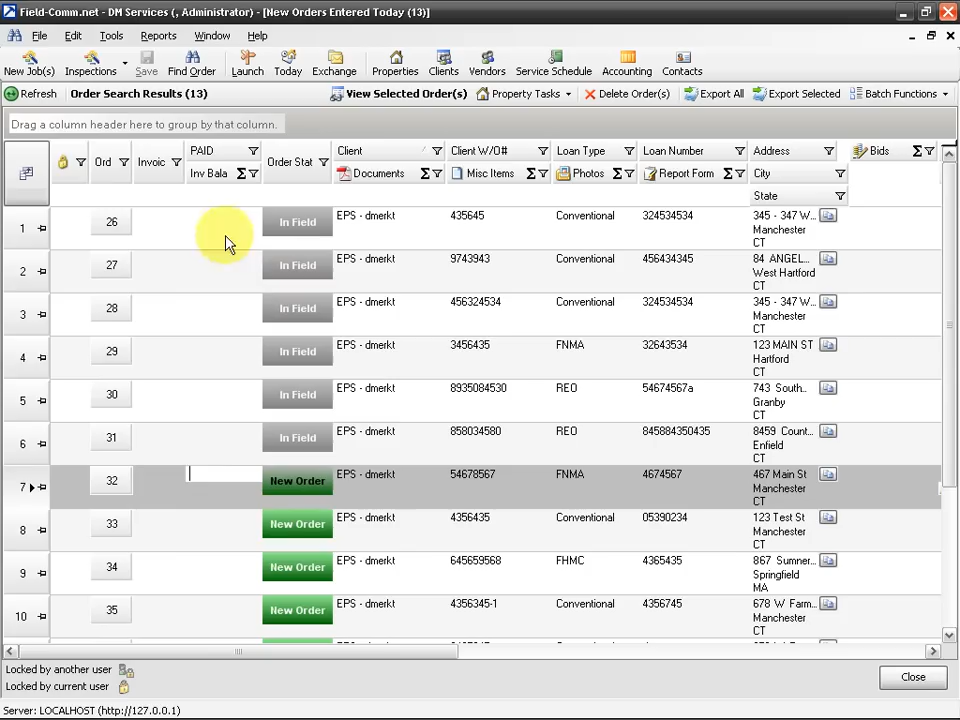 Field-Comm.net - DM Services (, Administrator) - [New Orders Entered Today (13)]
File Edit Tools Reports Window Help
New Job(s) Inspections Save Find Order Launch Today Exchange Properties Clients Vendors Service Schedule Accounting Contacts
Refresh Order Search Results (13) View Selected Order(s) Property Tasks Delete Order(s) Export All Export Selected Batch Functions
Drag a column header here to group by that column.
Ord Invoic PAID Order Stat Client Client W/O# Loan Type Loan Number Address Bids Σ
Inv Bala Σ Documents Σ Misc Items Σ Photos Σ Report Form Σ City
State
1 26 In Field EPS - dmerkt 435645 Conventional 324534534 345 - 347 W...
Manchester
CT
2 27 In Field EPS - dmerkt 9743943 Conventional 456434345 84 ANGEL...
West Hartford
CT
3 28 In Field EPS - dmerkt 456324534 Conventional 324534534 345 - 347 W...
Manchester
CT
4 29 In Field EPS - dmerkt 3456435 FNMA 32643534 123 MAIN ST
Hartford
CT
5 30 In Field EPS - dmerkt 8935084530 REO 54674567a 743 South..
Granby
CT
6 31 In Field EPS - dmerkt 858034580 REO 845884350435 8459 Count...
Enfield
CT
7 32 New Order EPS - dmerkt 54678567 FNMA 4674567 467 Main St
Manchester
CT
8 33 New Order EPS - dmerkt 4356435 Conventional 05390234 123 Test St
Manchester
CT
9 34 New Order EPS - dmerkt 645659568 FHMC 4365435 867 Sumner...
Springfield
MA
10 35 New Order EPS - dmerkt 4356345-1 Conventional 4356745 678 W Farm...
Manchester
CT
Locked by another user
Locked by current user
Close
Server: LOCALHOST (http://127.0.0.1)